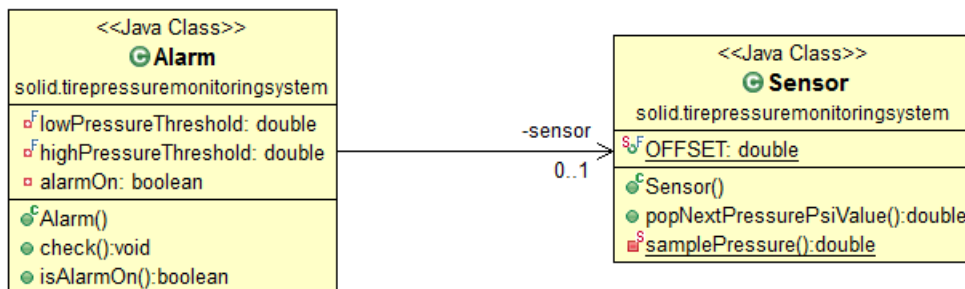 <<Java Class>>
Alarm
solid.tirepressuremonitoringsystem
lowPressureThreshold: double
highPressureThreshold: double
alarmOn: boolean
Alarm()
check():void
isAlarmOn():boolean
-sensor
0..1
<<Java Class>>
Sensor
solid.tirepressuremonitoringsystem
OFFSET: double
Sensor()
popNextPressurePsiValue():double
samplePressure():double